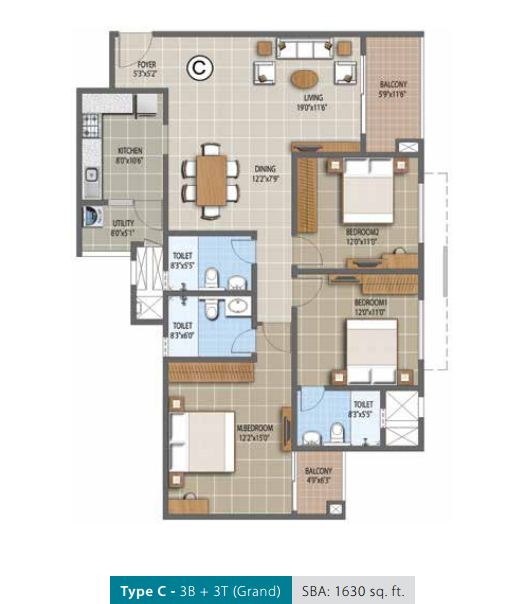 FOYER
5'3"x5'2"
C
LIVING
19'0"x11'6"
BALCONY
5'9"x11'6"
KITCHEN
8'0"x10'6"
DINING
12'2"x7'9"
UTILITY
8'0"x5'1"
BEDROOM2
12'0"x11'0"
TOILET
8'3"x5'5"
TOILET
8'3"x6'0"
BEDROOM1
12'0"x11'0"
M.BEDROOM
12'2"x15'0"
TOILET
8'3"x5'5"
BALCONY
4'9"x6'3"
Type C - 3B + 3T (Grand) SBA: 1630 sq. ft.